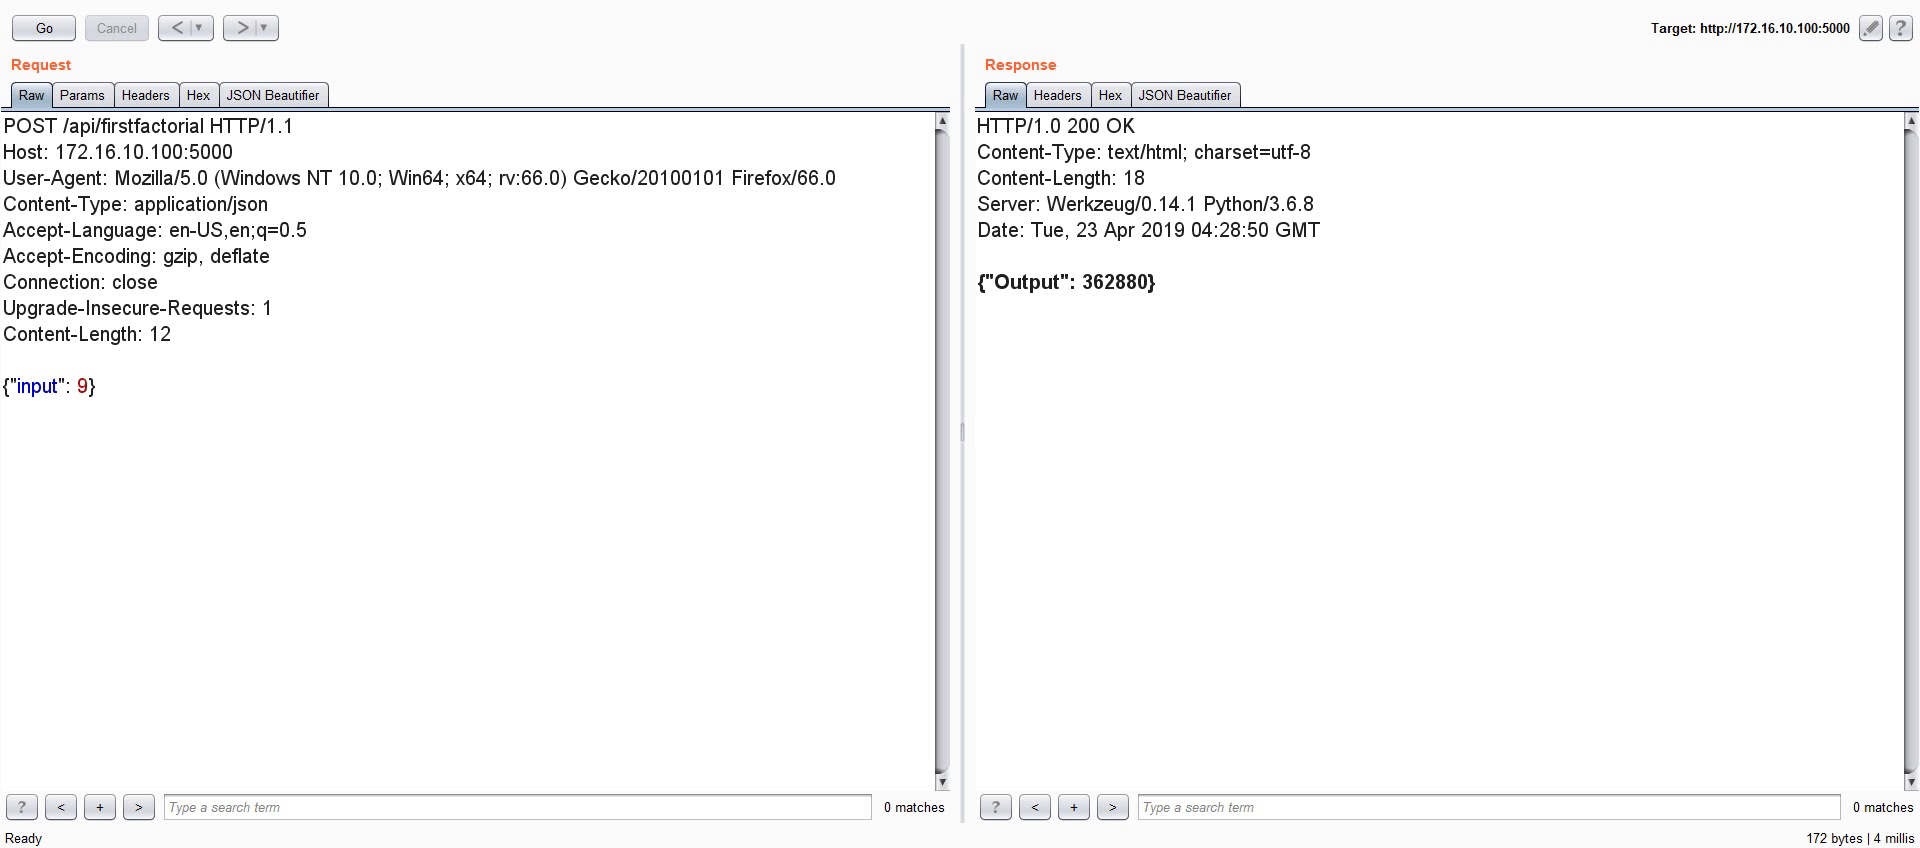 Go
Cancel
<
>
Target: http://172.16.10.100:5000
?
Request
Raw
Params
Headers
Hex
JSON Beautifier
POST /api/firstfactorial HTTP/1.1
Host: 172.16.10.100:5000
User-Agent: Mozilla/5.0 (Windows NT 10.0; Win64; x64; rv:66.0) Gecko/20100101 Firefox/66.0
Content-Type: application/json
Accept-Language: en-US,en;q=0.5
Accept-Encoding: gzip, deflate
Connection: close
Upgrade-Insecure-Requests: 1
Content-Length: 12
{"input": 9}
? < + > Type a search term 0 matches
Ready
Response
Raw
Headers
Hex
JSON Beautifier
HTTP/1.0 200 OK
Content-Type: text/html; charset=utf-8
Content-Length: 18
Server: Werkzeug/0.14.1 Python/3.6.8
Date: Tue, 23 Apr 2019 04:28:50 GMT
{"Output": 362880}
? < + > Type a search term 0 matches
172 bytes | 4 millis